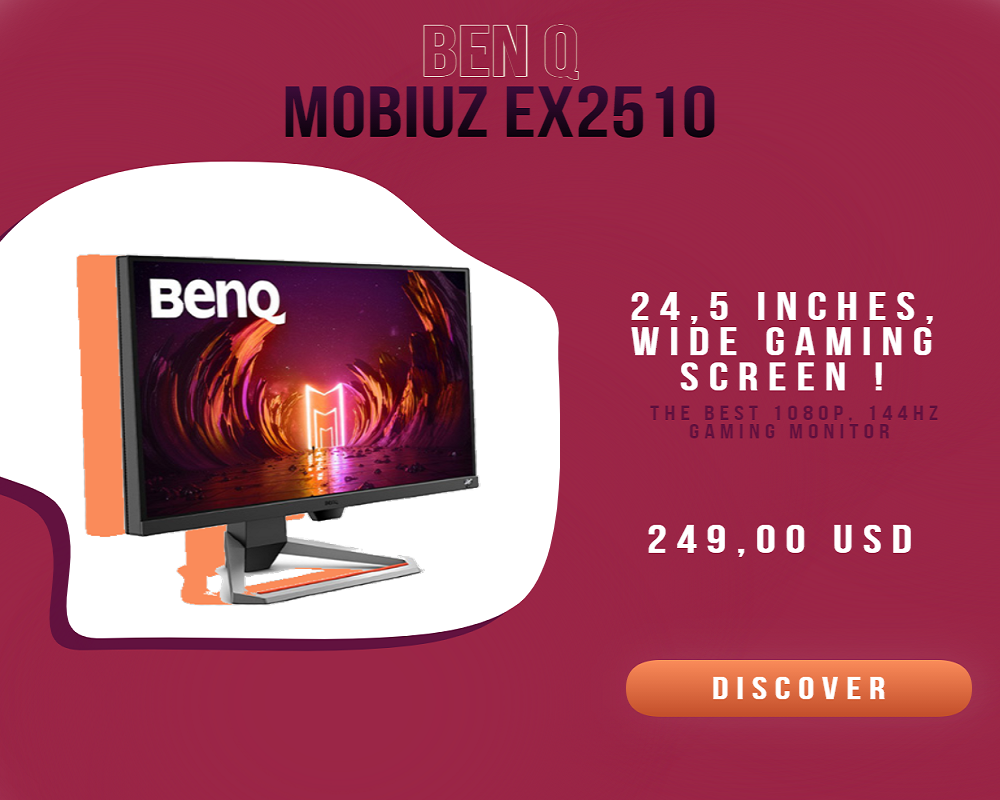 BEN Q
MOBIUZ EX2510
BenQ
24,5 INCHES,
WIDE GAMING
SCREEN !
THE BEST 1080P, 144HZ
GAMING MONITOR
249,00 USD
DISCOVER